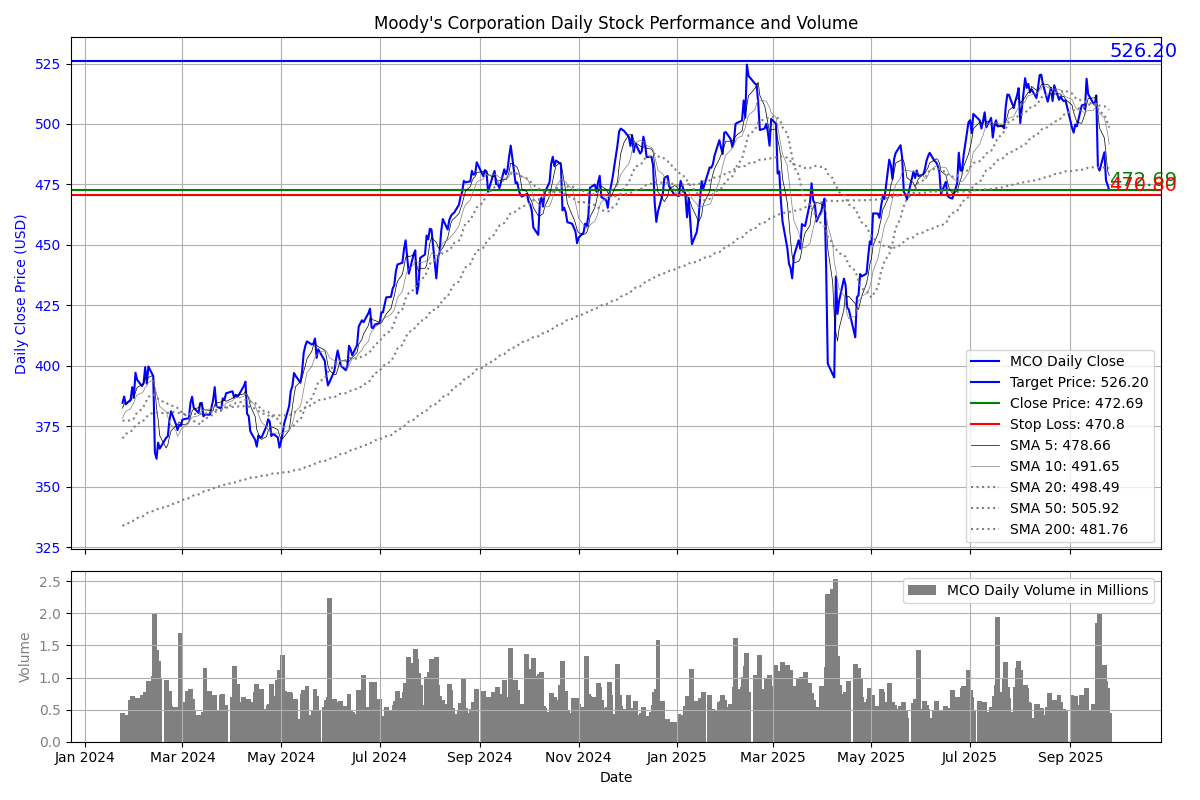 Moody's Corporation Daily Stock Performance and Volume
526.20
525
500
475
450
425
400
375
350
325
Daily Close Price (USD)
472.69
470.80
MCO Daily Close
Target Price: 526.20
Close Price: 472.69
Stop Loss: 470.8
SMA 5: 478.66
SMA 10: 491.65
SMA 20: 498.49
SMA 50: 505.92
SMA 200: 481.76
2.5
2.0
1.5
1.0
0.5
0.0
Volume
MCO Daily Volume in Millions
Jan 2024 Mar 2024 May 2024 Jul 2024 Sep 2024 Nov 2024 Jan 2025 Mar 2025 May 2025 Jul 2025 Sep 2025
Date